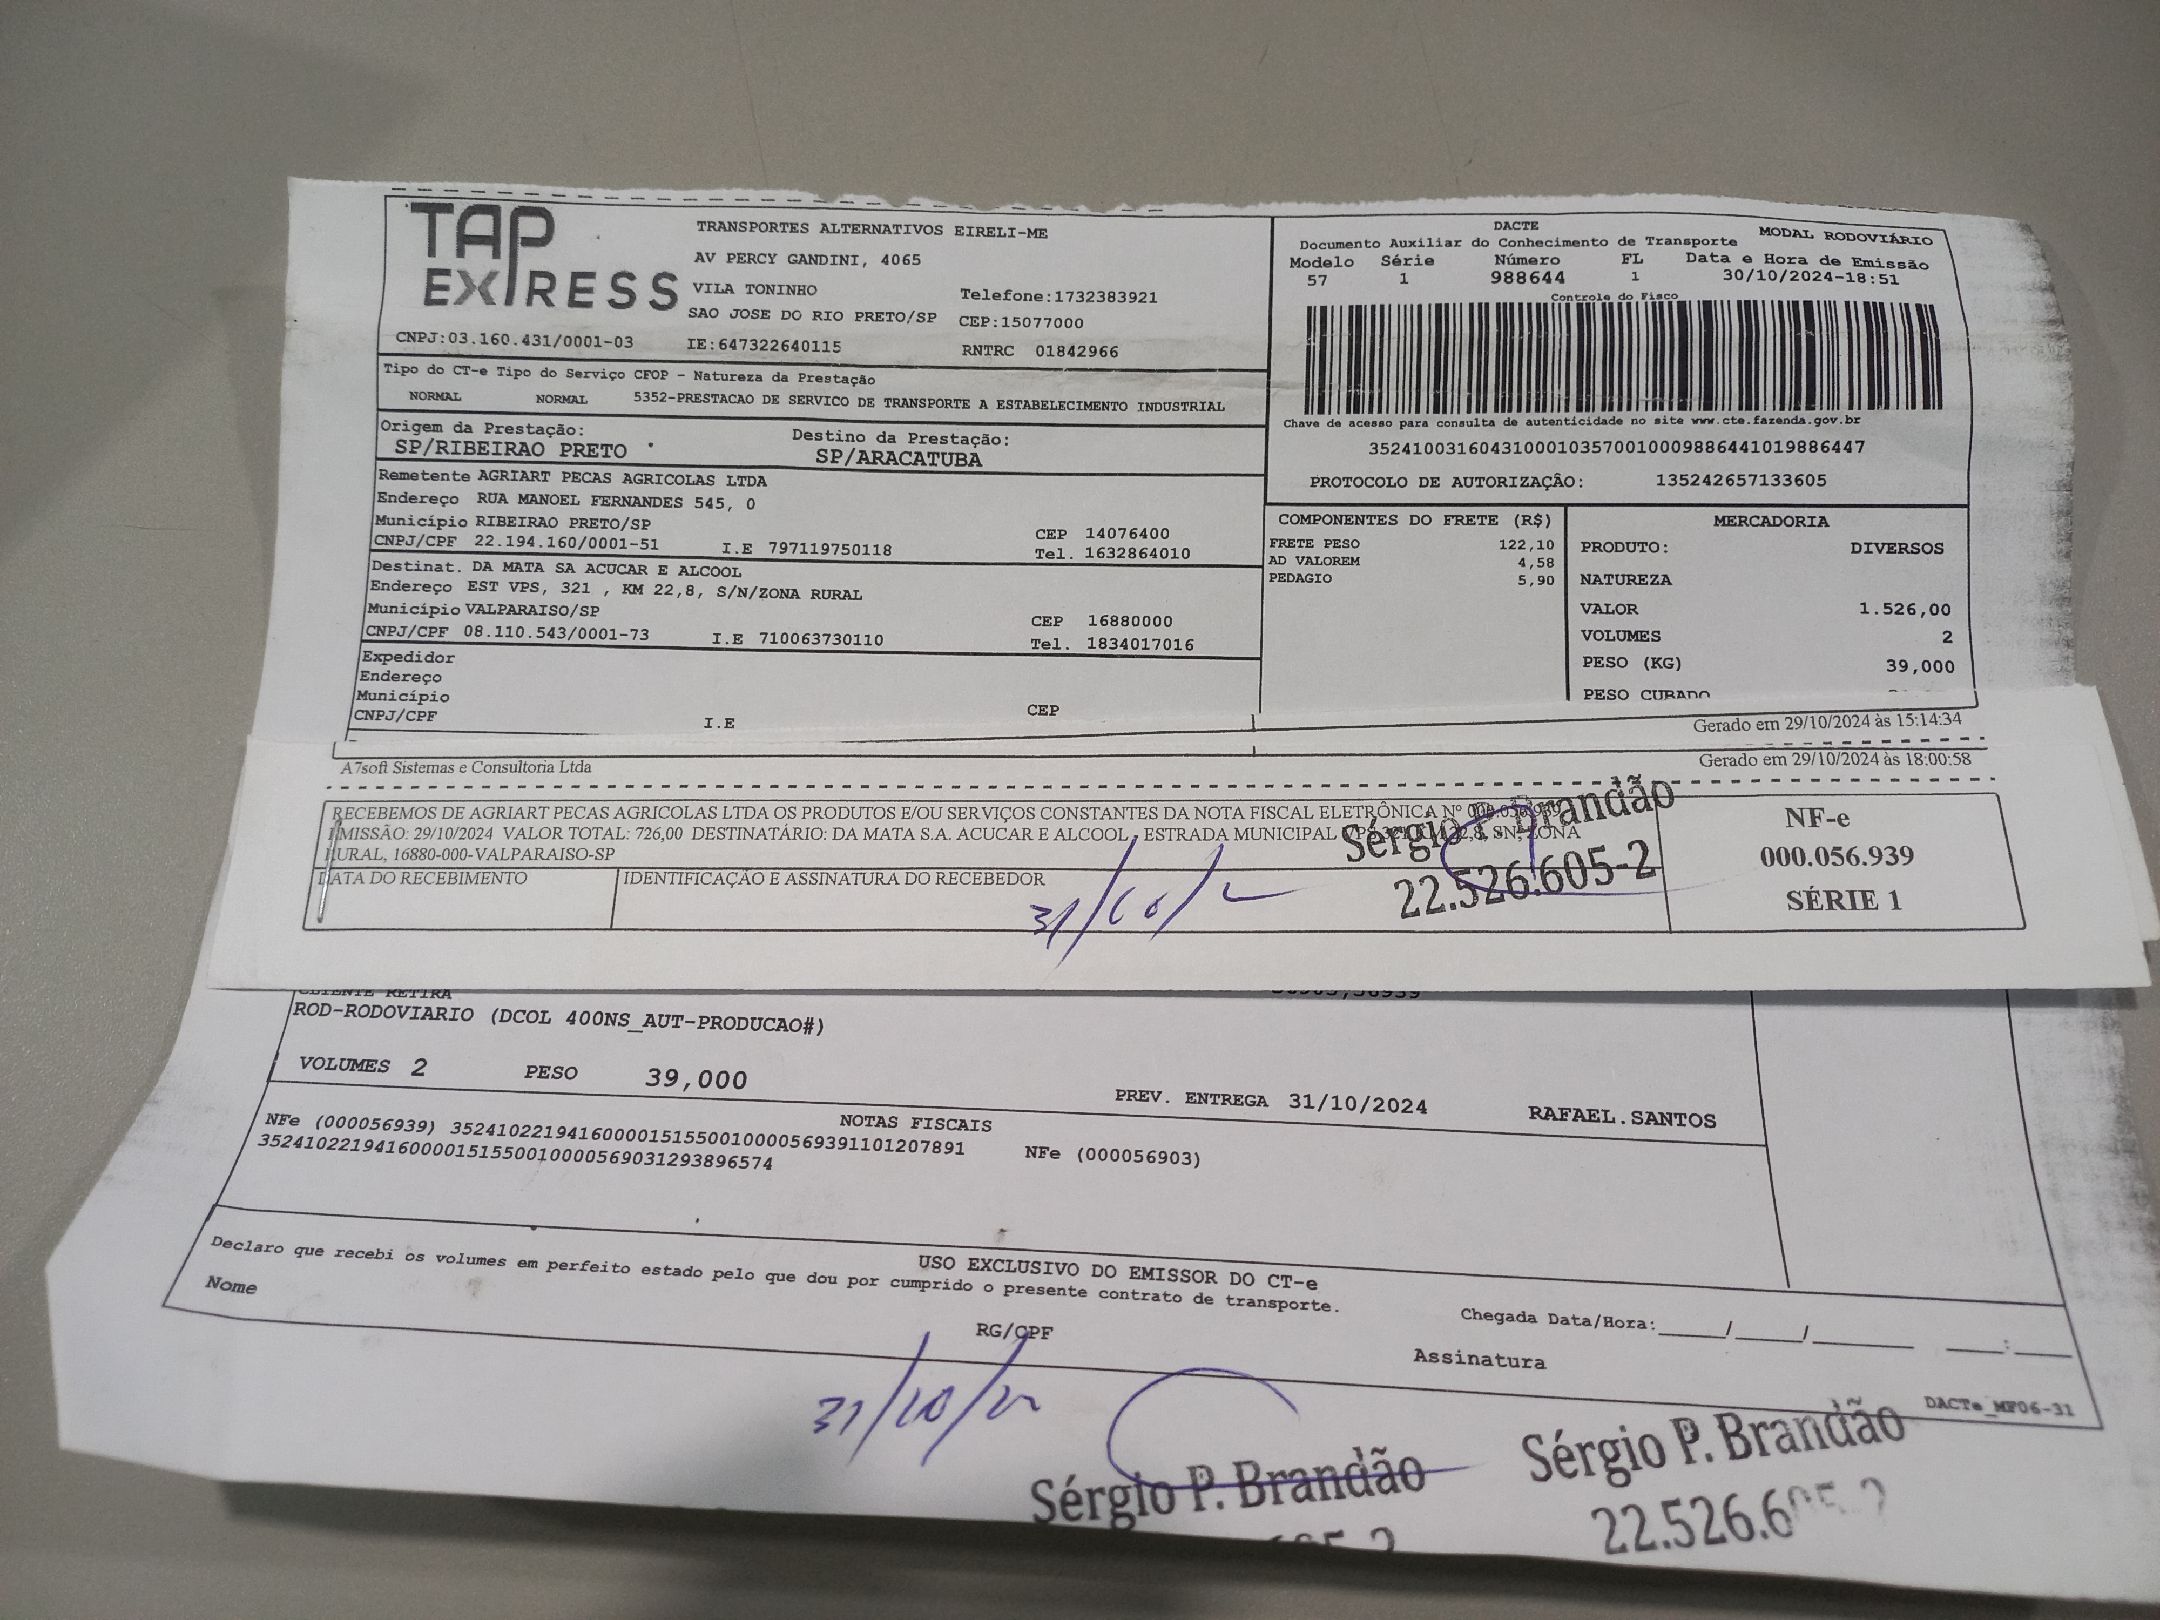 TAP EXPRESS
TRANSPORTES ALTERNATIVOS EIRELI-ME
AV PERCY GANDINI, 4065
VILA TONINHO
Telefone:1732383921
SAO JOSE DO RIO PRETO/SP CEP:15077000
CNPJ:03.160.431/0001-03 IE:647322640115 RNTRC 01842966
DACTE
Documento Auxiliar do Conhecimento de Transporte MODAL RODOVIÁRIO
Modelo Série Número FL Data e Hora de Emissão
57 1 988644 1 30/10/2024-18:51
Controle do Fisco
Chave de acesso para consulta de autenticidade no site www.cte.fazenda.gov.br
35241003160431000103570010009886441019886447
PROTOCOLO DE AUTORIZAÇÃO: 135242657133605
Tipo do CT-e Tipo do Serviço CFOP - Natureza da Prestação
NORMAL NORMAL 5352-PRESTACAO DE SERVICO DE TRANSPORTE A ESTABELECIMENTO INDUSTRIAL
Origem da Prestação: Destino da Prestação:
SP/RIBEIRAO PRETO SP/ARACATUBA
Remetente AGRIART PECAS AGRICOLAS LTDA
Endereço RUA MANOEL FERNANDES 545, 0
Município RIBEIRAO PRETO/SP CEP 14076400
CNPJ/CPF 22.194.160/0001-51 I.E 797119750118 Tel. 1632864010
Destinat. DA MATA SA ACUCAR E ALCOOL
Endereço EST VPS, 321 , KM 22,8, S/N/ZONA RURAL
Município VALPARAISO/SP CEP 16880000
CNPJ/CPF 08.110.543/0001-73 I.E 710063730110 Tel. 1834017016
Expedidor
Endereço
Município
CNPJ/CPF I.E CEP
COMPONENTES DO FRETE (R$)
FRETE PESO 122,10
AD VALOREM 4,58
PEDAGIO 5,90
MERCADORIA
PRODUTO: DIVERSOS
NATUREZA
VALOR 1.526,00
VOLUMES 2
PESO (KG) 39,000
PESO CUBADO
Gerado em 29/10/2024 às 15:14:34
A7soft Sistemas e Consultoria Ltda Gerado em 29/10/2024 às 18:00:58
RECEBEMOS DE AGRIART PECAS AGRICOLAS LTDA OS PRODUTOS E/OU SERVIÇOS CONSTANTES DA NOTA FISCAL ELETRÔNICA Nº
EMISSÃO: 29/10/2024 VALOR TOTAL: 726,00 DESTINATÁRIO: DA MATA S.A. ACUCAR E ALCOOL, ESTRADA MUNICIPAL SN, ZONA
RURAL, 16880-000-VALPARAISO-SP
DATA DO RECEBIMENTO IDENTIFICAÇÃO E ASSINATURA DO RECEBEDOR
Sérgio P. Brandão
22.526.605-2
NF-e
000.056.939
SÉRIE 1
CLIENTE RETIRA 56903,56939
ROD-RODOVIARIO (DCOL 400NS_AUT-PRODUCAO#)
VOLUMES 2 PESO 39,000
PREV. ENTREGA 31/10/2024 RAFAEL.SANTOS
NOTAS FISCAIS
NFe (000056939) 35241022194160000151550010000569391101207891 NFe (000056903)
35241022194160000151550010000569031293896574
USO EXCLUSIVO DO EMISSOR DO CT-e
Declaro que recebi os volumes em perfeito estado pelo que dou por cumprido o presente contrato de transporte.
Nome RG/CPF Chegada Data/Hora:_____/_____/_______ ____:____
Assinatura
DACTe_MF06-31
31/10/
Sérgio P. Brandão
Sérgio P. Brandão
22.526.605-2